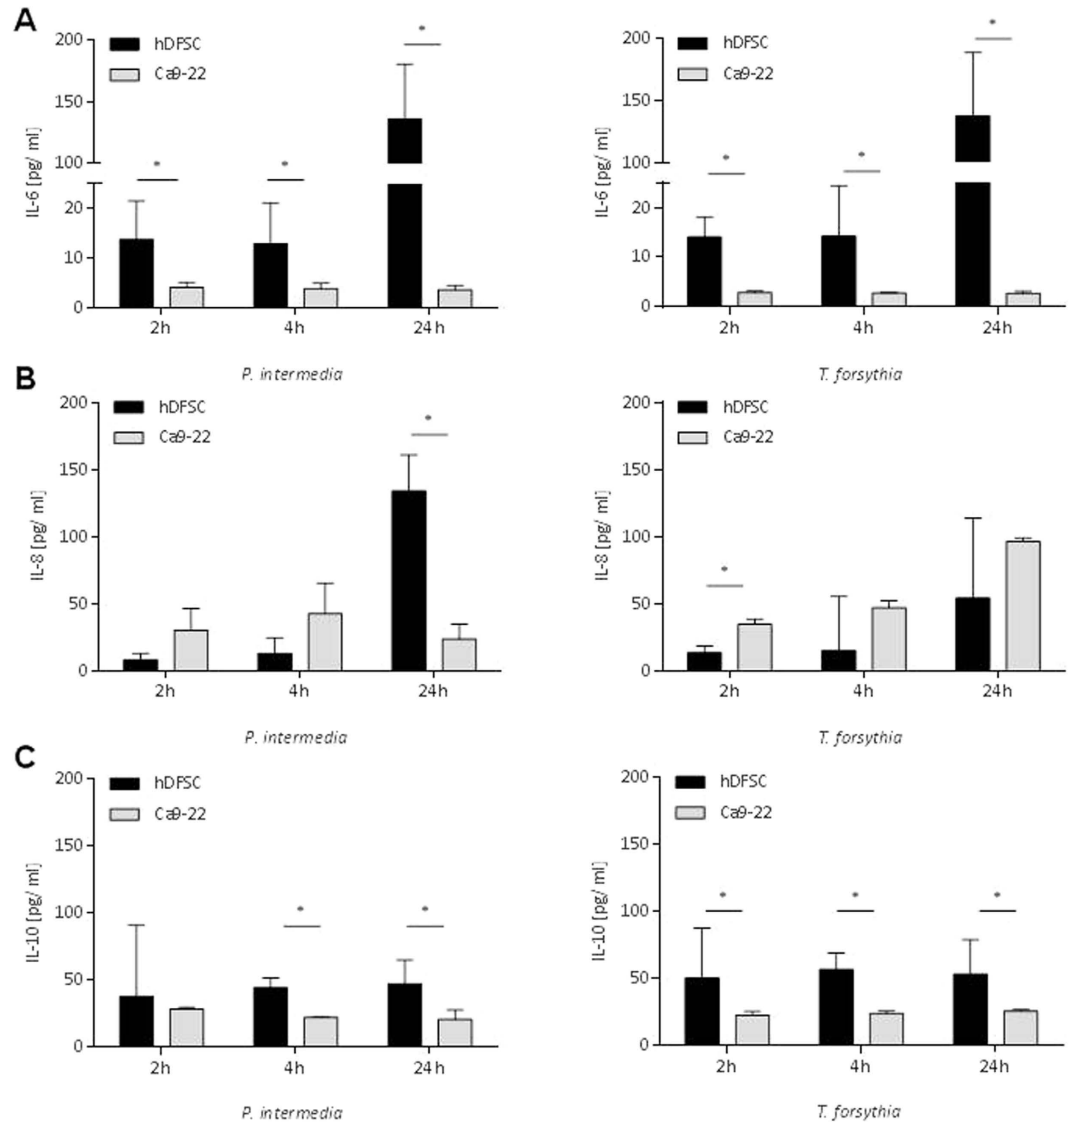 A
200
150
100
20
10
0
IL-6 [pg/ ml]
hDFSC
Ca9-22
*
*
*
2h
4h
24h
P. intermedia
200
150
100
20
10
0
IL-6 [pg/ ml]
hDFSC
Ca9-22
*
*
*
2h
4h
24h
T. forsythia
B
200
150
100
50
0
IL-8 [pg/ ml]
hDFSC
Ca9-22
*
2h
4h
24h
P. intermedia
200
150
100
50
0
IL-8 [pg/ ml]
hDFSC
Ca9-22
*
2h
4h
24h
T. forsythia
C
200
150
100
50
0
IL-10 [pg/ ml]
hDFSC
Ca9-22
*
*
2h
4h
24h
P. intermedia
200
150
100
50
0
IL-10 [pg/ ml]
hDFSC
Ca9-22
*
*
*
2h
4h
24h
T. forsythia